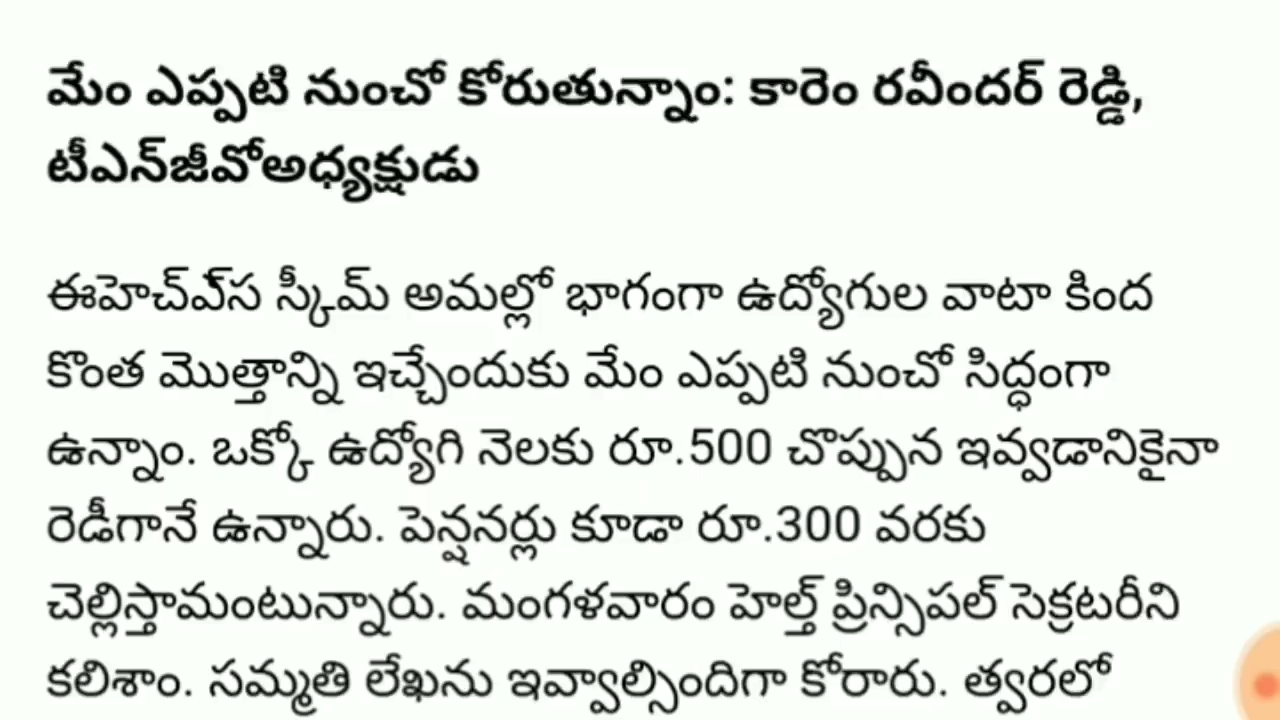 మేం ఎప్పటి నుంచో కోరుతున్నాం: కారెం రవీందర్ రెడ్డి,
టీఎన్‌జీవోఅధ్యక్షుడు
ఈహెచ్‌ఎ్‌స స్కీమ్ అమల్లో భాగంగా ఉద్యోగుల వాటా కింద
కొంత మొత్తాన్ని ఇచ్చేందుకు మేం ఎప్పటి నుంచో సిద్ధంగా
ఉన్నాం. ఒక్కో ఉద్యోగి నెలకు రూ.500 చొప్పున ఇవ్వడానికైనా
రెడీగానే ఉన్నారు. పెన్షనర్లు కూడా రూ.300 వరకు
చెల్లిస్తామంటున్నారు. మంగళవారం హెల్త్ ప్రిన్సిపల్ సెక్రటరీని
కలిశాం. సమ్మతి లేఖను ఇవ్వాల్సిందిగా కోరారు. త్వరలో